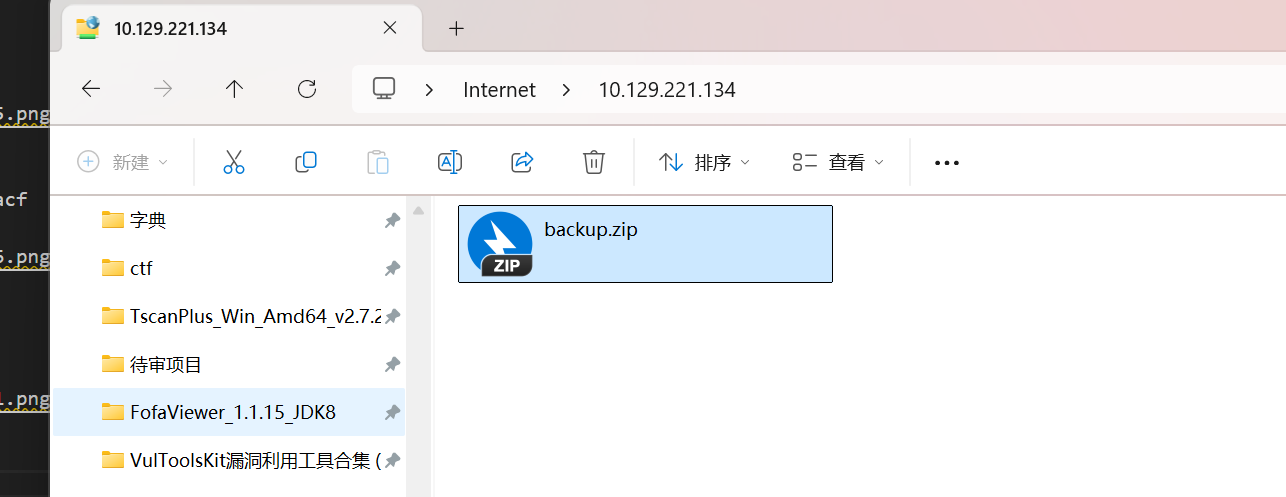 10.129.221.134
Internet
10.129.221.134
新建
排序
查看
5.png
acf
5.png
1.png
字典
ctf
TscanPlus_Win_Amd64_v2.7.2
待审项目
FofaViewer_1.1.15_JDK8
VulToolsKit漏洞利用工具合集 (
backup.zip
ZIP